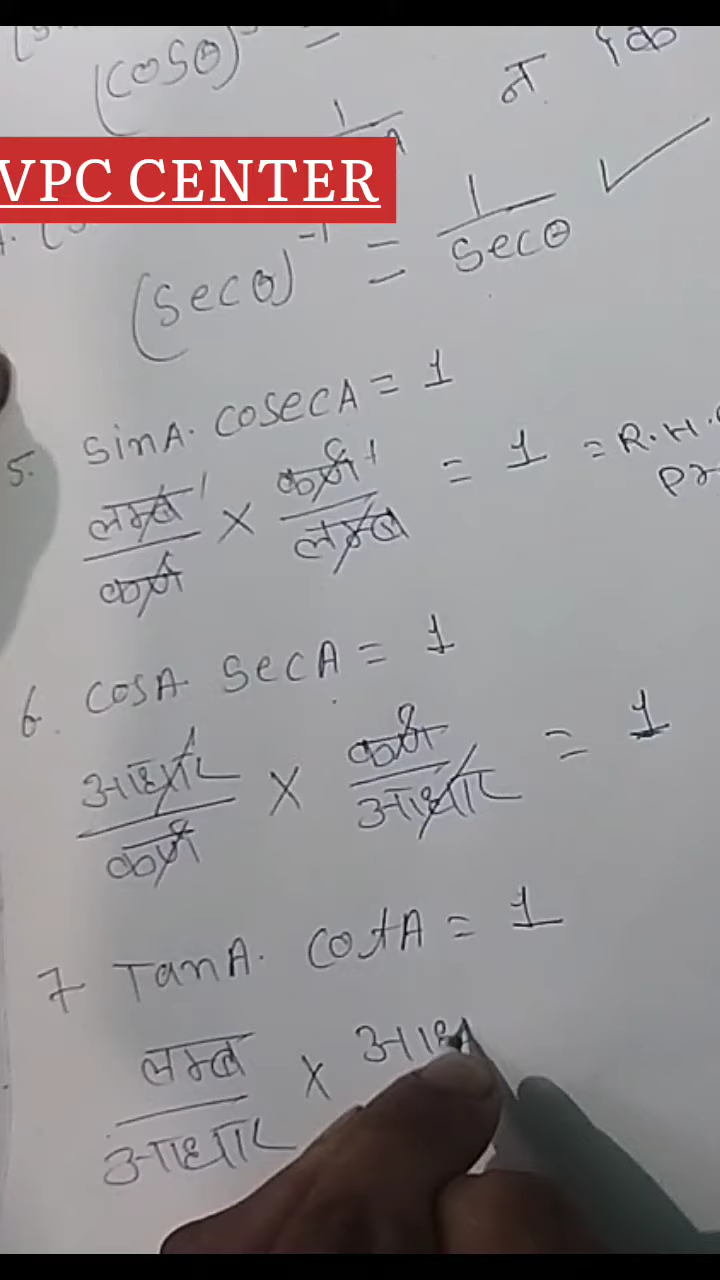 (cosθ)
1
न
VPC CENTER
(secθ)⁻¹ = 1/secθ ✓
5. sinA. cosecA = 1
लम्ब/कर्ण × कर्ण/लम्ब = 1 = R.H.
6. cosA secA = 1
आधार/कर्ण × कर्ण/आधार = 1
7 TanA. cotA = 1
लम्ब/आधार × आधा